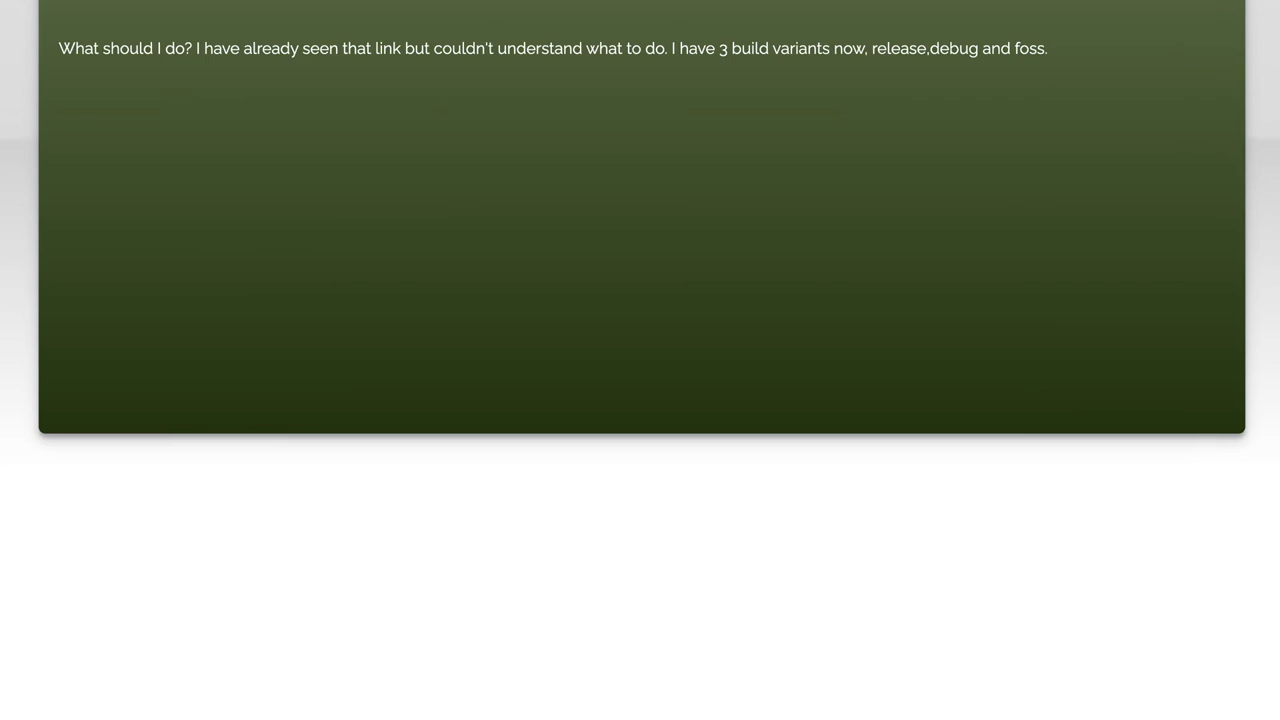 What should I do? I have already seen that link but couldn't understand what to do. I have 3 build variants now, release,debug and foss.